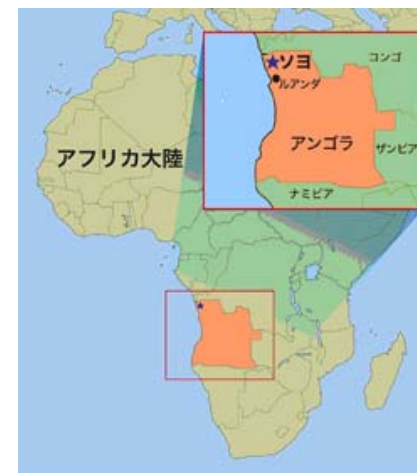 コンゴ
★ソヨ
ルアンダ
アフリカ大陸
アンゴラ
ザンビア
ナミビア